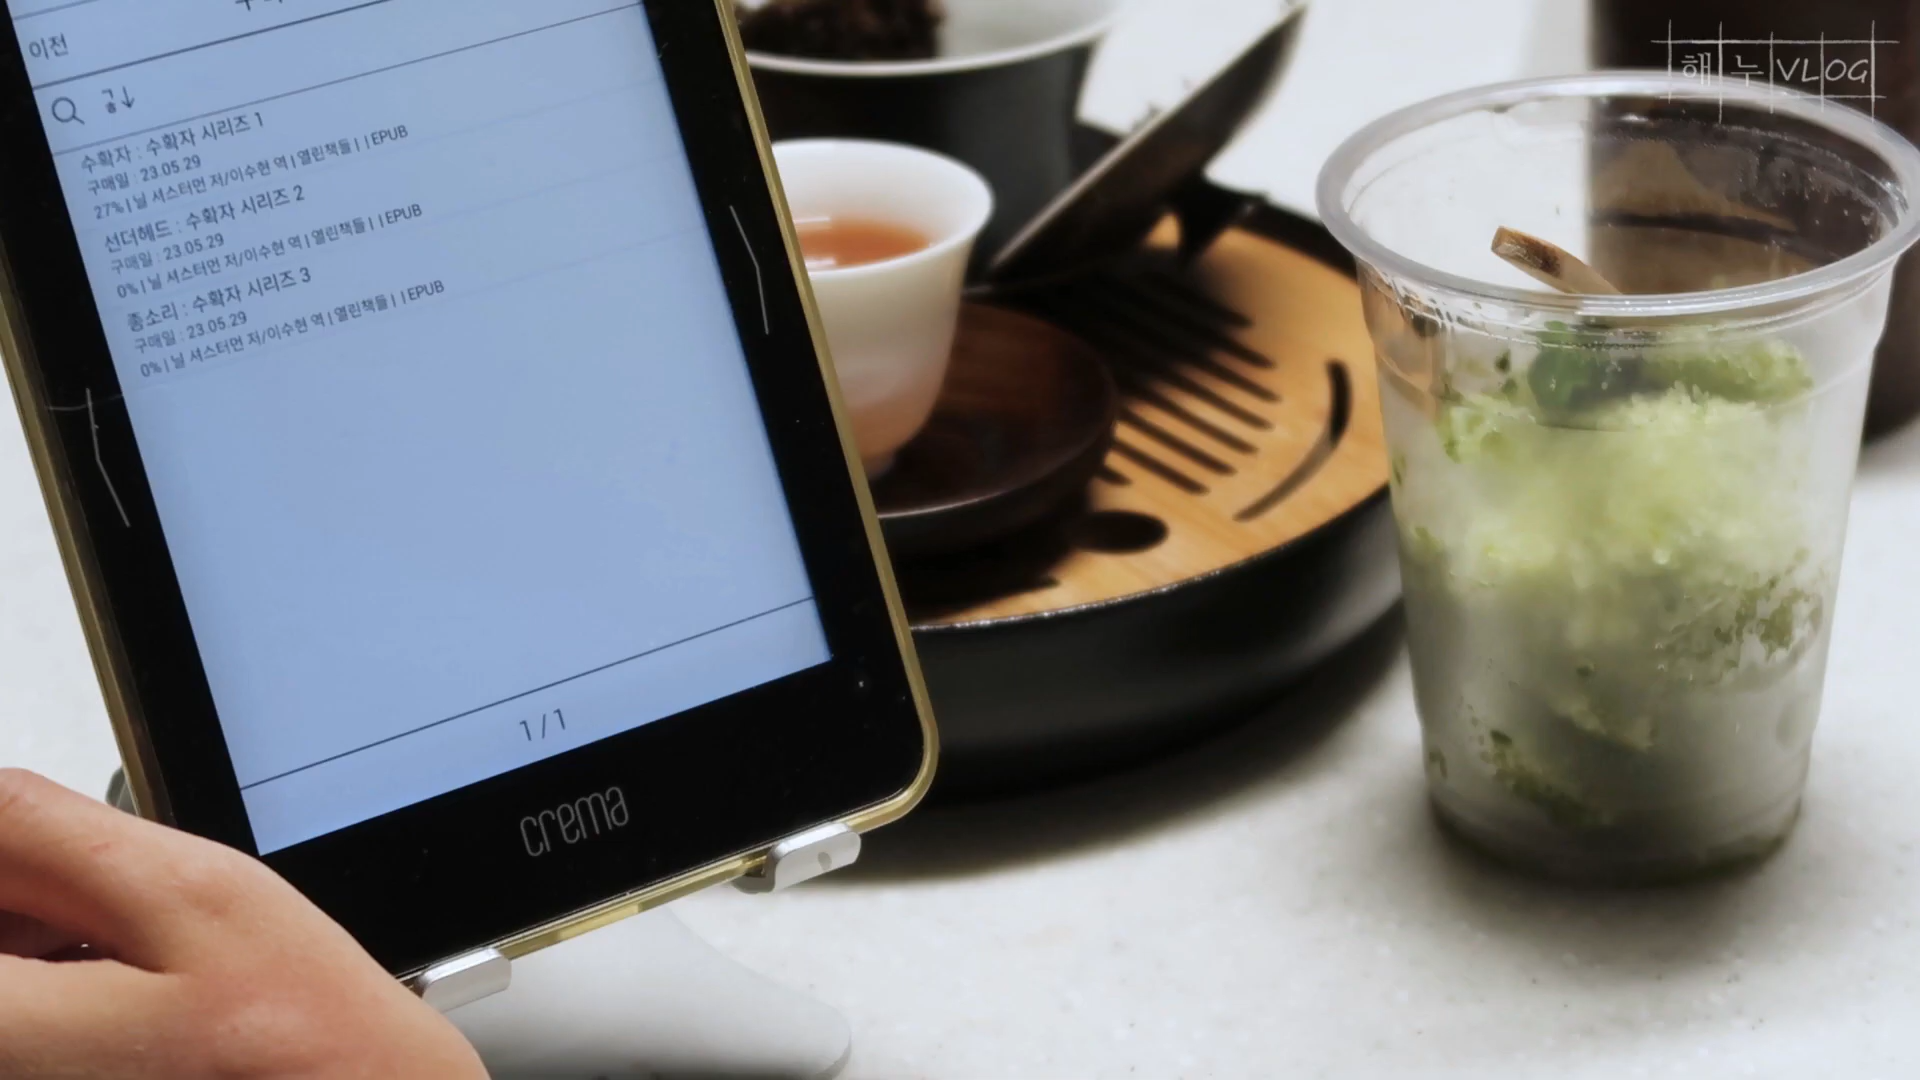 이전
수확자 : 수확자 시리즈 1
구매일 : 23.05.29
27% | 닐 셔스터먼 저/이수현 역 | 열린책들 | | EPUB
선더헤드 : 수확자 시리즈 2
구매일 : 23.05.29
0% | 닐 셔스터먼 저/이수현 역 | 열린책들 | | EPUB
종소리 : 수확자 시리즈 3
구매일 : 23.05.29
0% | 닐 셔스터먼 저/이수현 역 | 열린책들 | | EPUB
1 / 1
crema
해누 VLOG